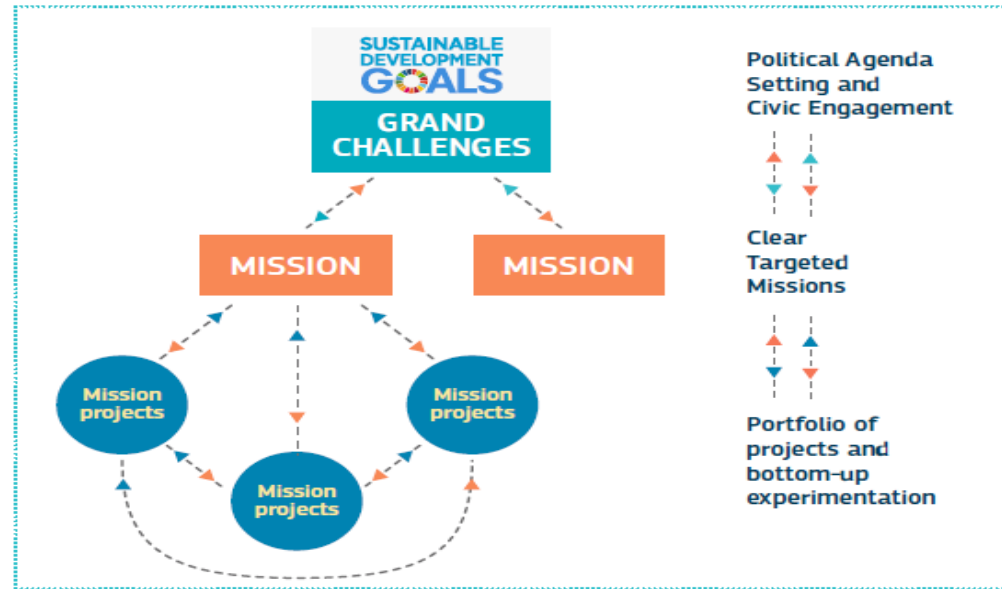 SUSTAINABLE
DEVELOPMENT
GOALS
GRAND
CHALLENGES
MISSION
MISSION
Mission
projects
Mission
projects
Mission
projects
Political Agenda
Setting and
Civic Engagement
Clear
Targeted
Missions
Portfolio of
projects and
bottom-up
experimentation